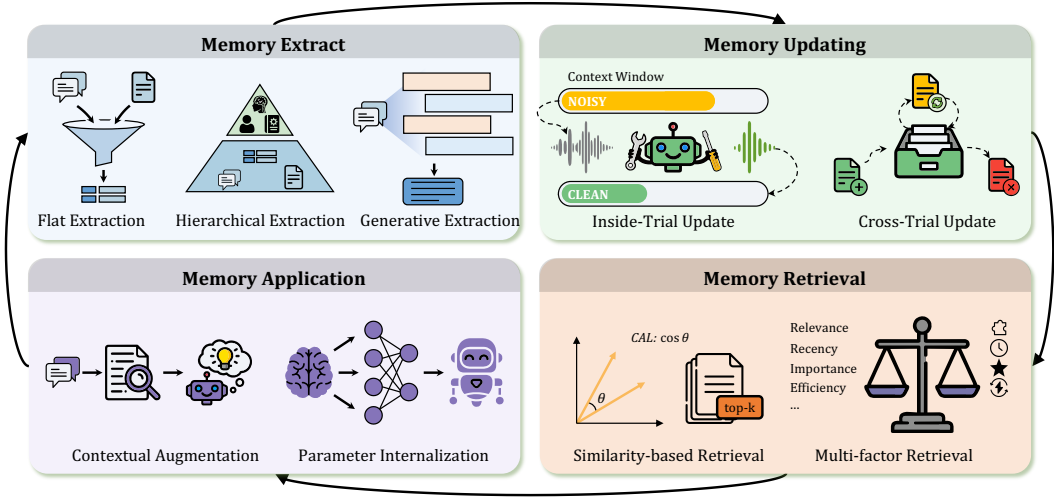 Memory Extract
Flat Extraction
Hierarchical Extraction
Generative Extraction
Memory Updating
Context Window
NOISY
CLEAN
Inside-Trial Update
Cross-Trial Update
Memory Application
Contextual Augmentation
Parameter Internalization
Memory Retrieval
CAL: cos θ
θ
top-k
Similarity-based Retrieval
Relevance
Recency
Importance
Efficiency
...
Multi-factor Retrieval